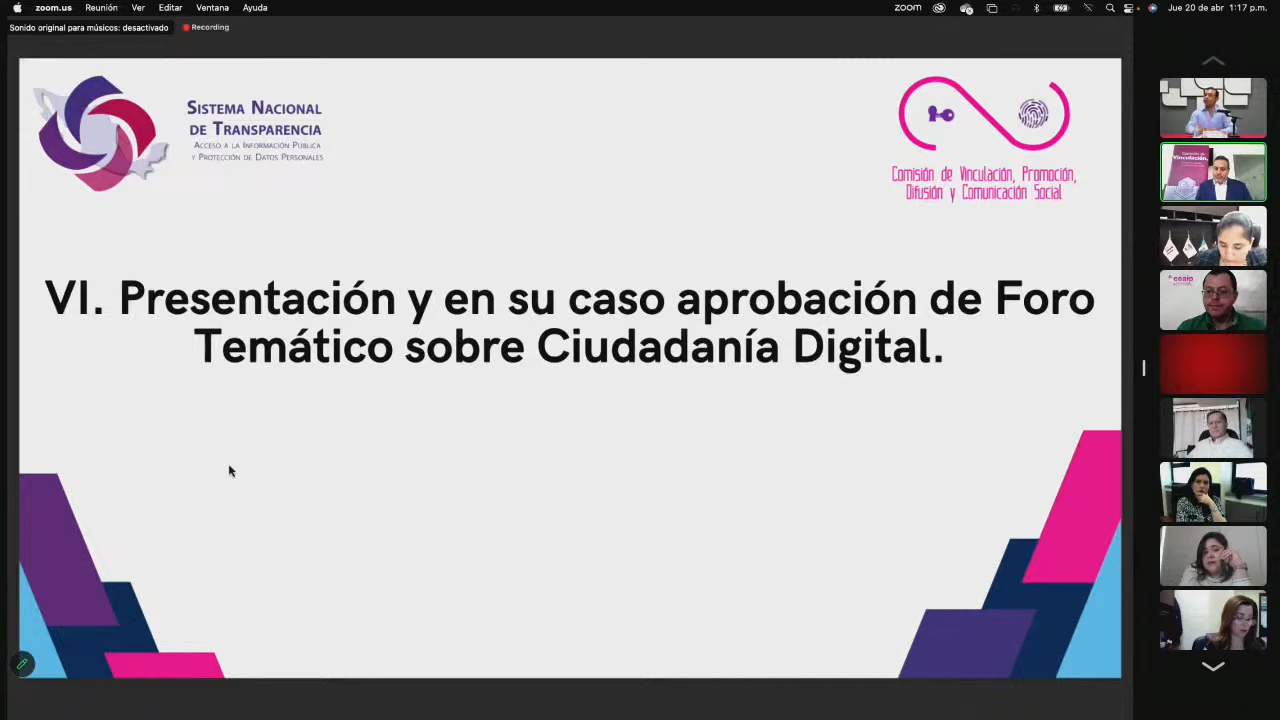 zoom.us Reunión Ver Editar Ventana Ayuda
zoom Jue 20 de abr 1:17 p.m.
Sonido original para músicos: desactivado Recording
SISTEMA NACIONAL
DE TRANSPARENCIA
ACCESO A LA INFORMACIÓN PÚBLICA
Y PROTECCIÓN DE DATOS PERSONALES
Comisión de Vinculación, Promoción,
Difusión y Comunicación Social
VI. Presentación y en su caso aprobación de Foro
Temático sobre Ciudadanía Digital.
Vinculación,
ceaip